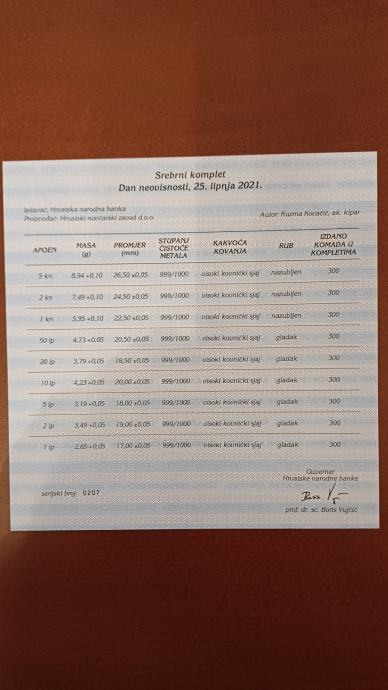 Srebrni komplet
Dan neovisnosti, 25. lipnja 2021.
Izdavač: Hrvatska narodna banka
Proizvođač: Hrvatski novčarski zavod d.o.o.
Autor: Kuzma Kovačić, ak. kipar
APOEN MASA (g) PROMJER (mm) STUPANJ ČISTOĆE METALA KAKVOĆA KOVANJA RUB IZDANO KOMADA U KOMPLETIMA
5 kn 8,94 +0,10 26,50 ±0,05 999/1000 visoki kovnički sjaj nazubljen 300
2 kn 7,49 +0,10 24,50 ±0,05 999/1000 visoki kovnički sjaj nazubljen 300
1 kn 5,95 +0,10 22,50 ±0,05 999/1000 visoki kovnički sjaj nazubljen 300
50 lp 4,73 +0,05 20,50 ±0,05 999/1000 visoki kovnički sjaj gladak 300
20 lp 3,79 +0,05 18,50 ±0,05 999/1000 visoki kovnički sjaj gladak 300
10 lp 4,23 +0,05 20,00 ±0,05 999/1000 visoki kovnički sjaj gladak 300
5 lp 3,19 +0,05 18,00 ±0,05 999/1000 visoki kovnički sjaj gladak 300
2 lp 3,49 +0,05 19,00 ±0,05 999/1000 visoki kovnički sjaj gladak 300
1 lp 2,65 +0,05 17,00 ±0,05 999/1000 visoki kovnički sjaj gladak 300
Guverner
Hrvatske narodne banke
serijski broj: 0207
prof. dr. sc. Boris Vujčić